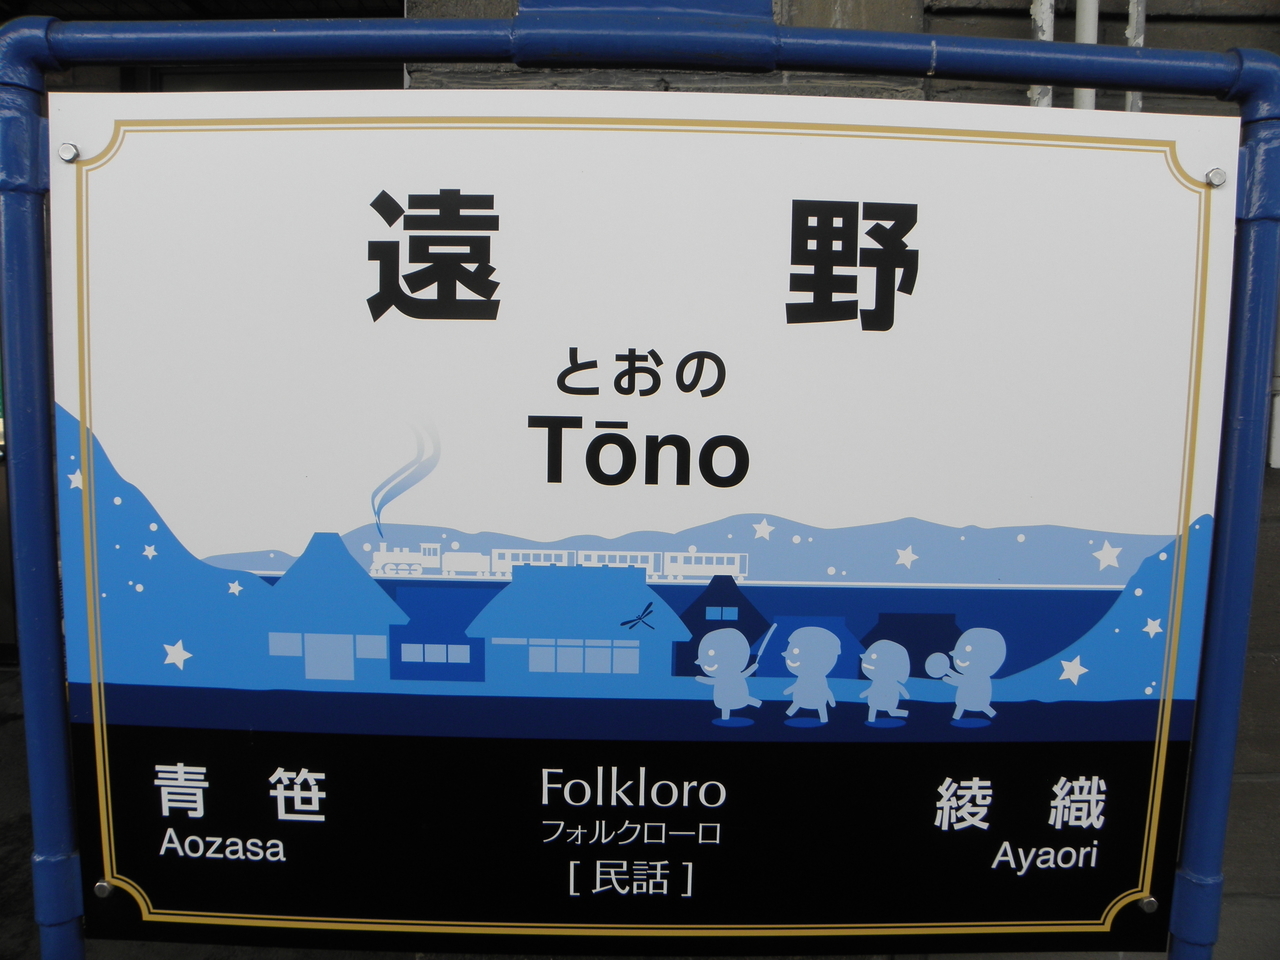 遠野
とおの
Tōno
青笹
Aozasa
Folkloro
フォルクローロ
[ 民話 ]
綾織
Ayaori